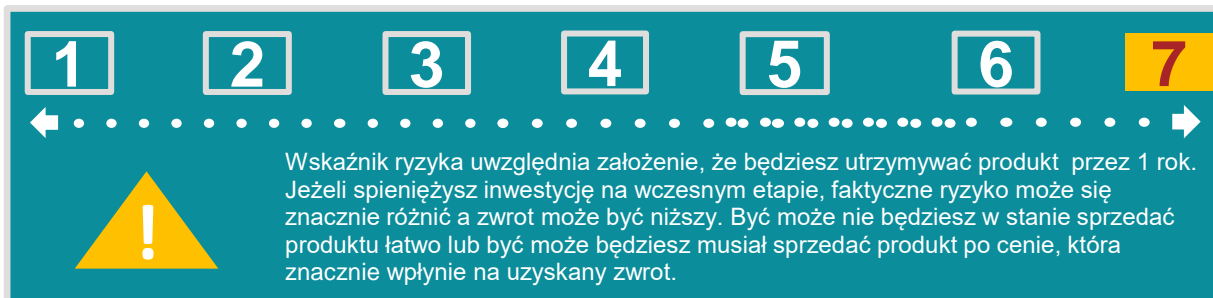 1 2 3 4 5 6 7
Wskaźnik ryzyka uwzględnia założenie, że będziesz utrzymywać produkt  przez 1 rok.
Jeżeli spieniężysz inwestycję na wczesnym etapie, faktyczne ryzyko może się
znacznie różnić a zwrot może być niższy. Być może nie będziesz w stanie sprzedać
produktu łatwo lub być może będziesz musiał sprzedać produkt po cenie, która
znacznie wpłynie na uzyskany zwrot.
!